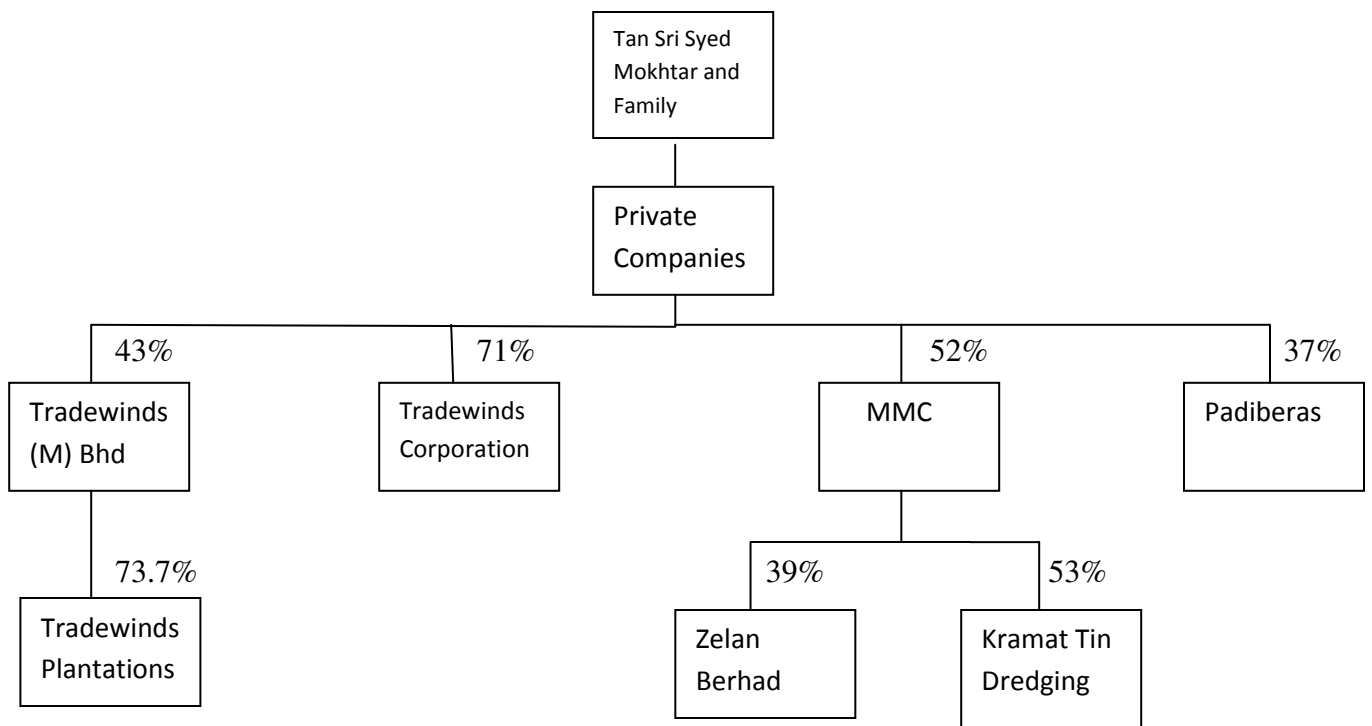 Tan Sri Syed
Mokhtar and
Family
Private
Companies
43%
71%
52%
37%
Tradewinds
(M) Bhd
Tradewinds
Corporation
MMC
Padiberas
73.7%
39%
53%
Tradewinds
Plantations
Zelan
Berhad
Kramat Tin
Dredging